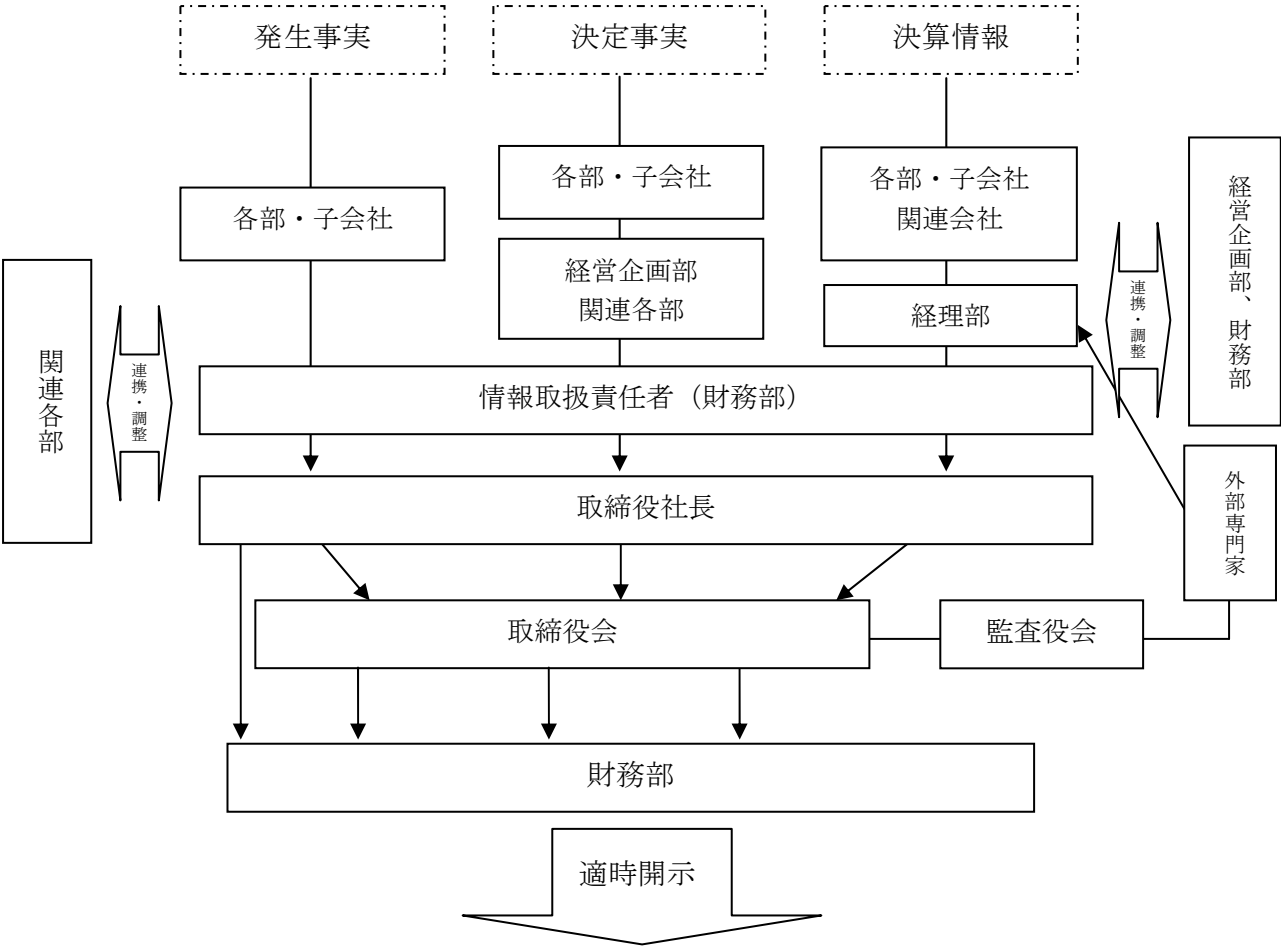 発生事実
決定事実
決算情報
各部・子会社
各部・子会社
関連会社
各部・子会社
経営企画部
関連各部
経理部
経営企画部、財務部
連携・調整
関連各部
連携・調整
情報取扱責任者（財務部）
取締役社長
外部専門家
取締役会
監査役会
財務部
適時開示